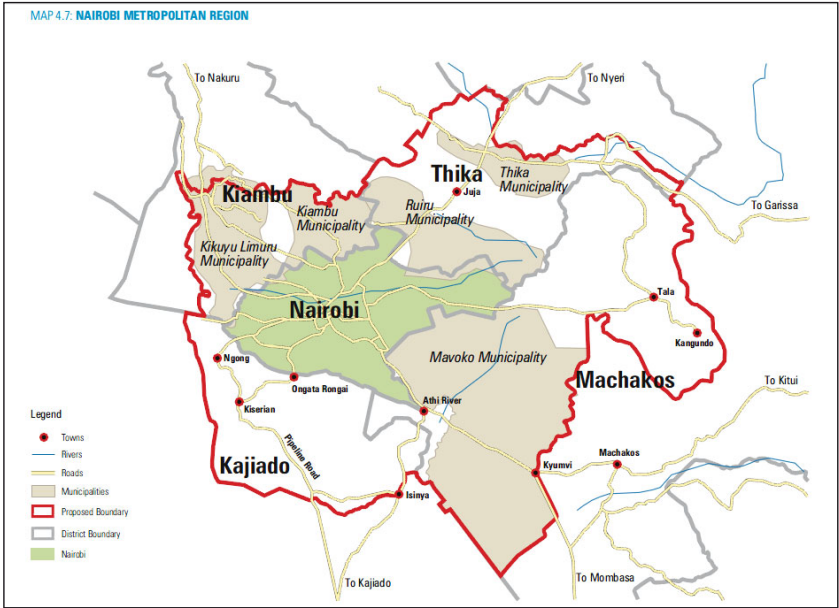 MAP 4.7: NAIROBI METROPOLITAN REGION
To Nakuru
To Nyeri
Thika
Thika
Municipality
Juja
Kiambu
Kiambu
Municipality
Ruiru
Municipality
To Garissa
Kikuyu Limuru
Municipality
Tala
Nairobi
Kangundo
Ngong
Mavoko Municipality
Machakos
To Kitui
Ongata Rongai
Athi River
Kiserian
Legend
Towns
Rivers
Roads
Municipalities
Proposed Boundary
District Boundary
Nairobi
Pipeline Road
Kajiado
Kyumvi
Machakos
Isinya
To Kajiado
To Mombasa